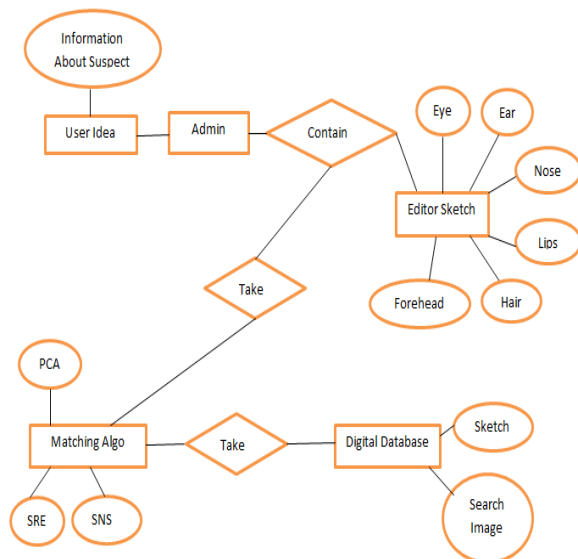 Information
About Suspect
User Idea
Admin
Contain
Eye
Ear
Nose
Editor Sketch
Lips
Take
Forehead
Hair
PCA
Matching Algo
Take
Digital Database
Sketch
SRE
SNS
Search
Image